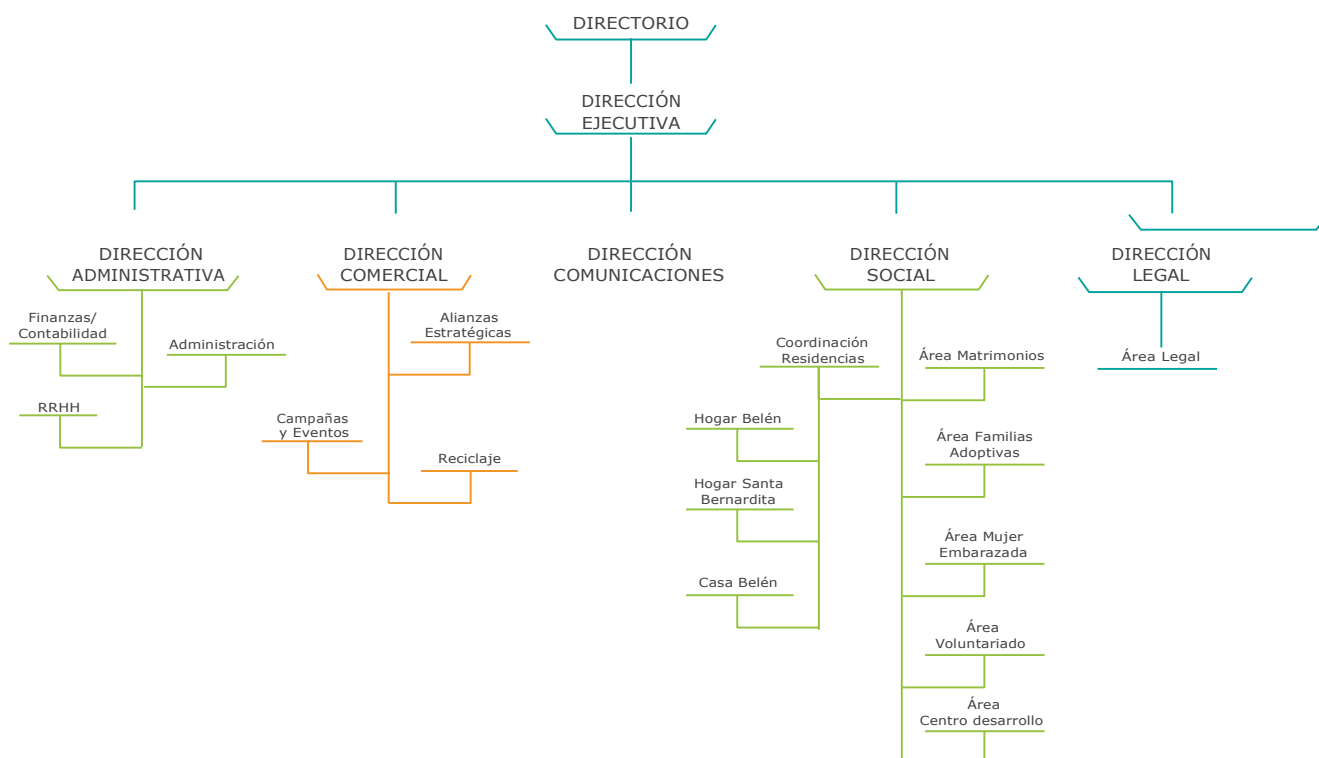 DIRECTORIO
DIRECCIÓN
EJECUTIVA
DIRECCIÓN
ADMINISTRATIVA
DIRECCIÓN
COMERCIAL
DIRECCIÓN
COMUNICACIONES
DIRECCIÓN
SOCIAL
DIRECCIÓN
LEGAL
Finanzas/
Contabilidad
Administración
RRHH
Alianzas
Estratégicas
Campañas
y Eventos
Reciclaje
Coordinación
Residencias
Hogar Belén
Hogar Santa
Bernardita
Casa Belén
Área Matrimonios
Área Familias
Adoptivas
Área Mujer
Embarazada
Área
Voluntariado
Área
Centro desarrollo
Área Legal